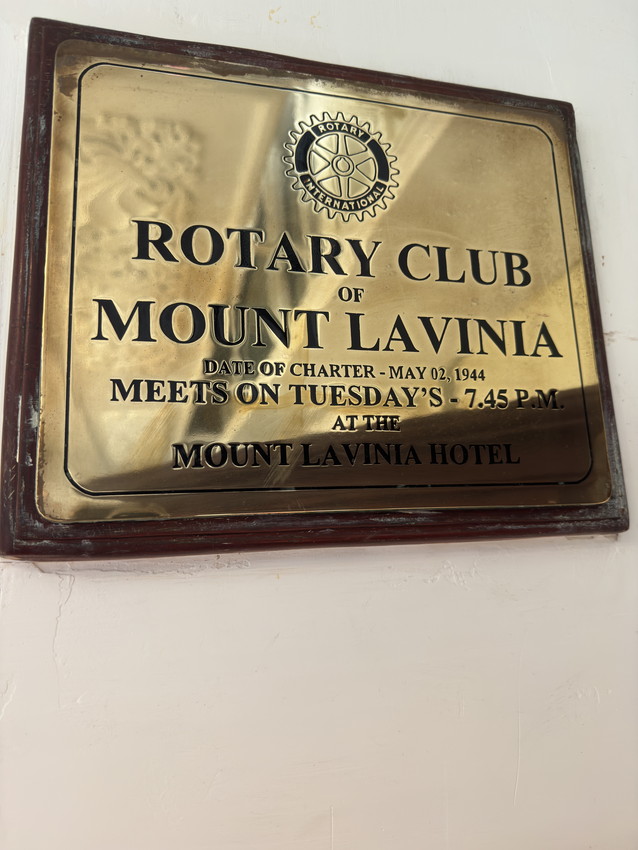 ROTARY
INTERNATIONAL
ROTARY CLUB
OF
MOUNT LAVINIA
DATE OF CHARTER - MAY 02, 1944
MEETS ON TUESDAY'S - 7.45 P.M.
AT THE
MOUNT LAVINIA HOTEL